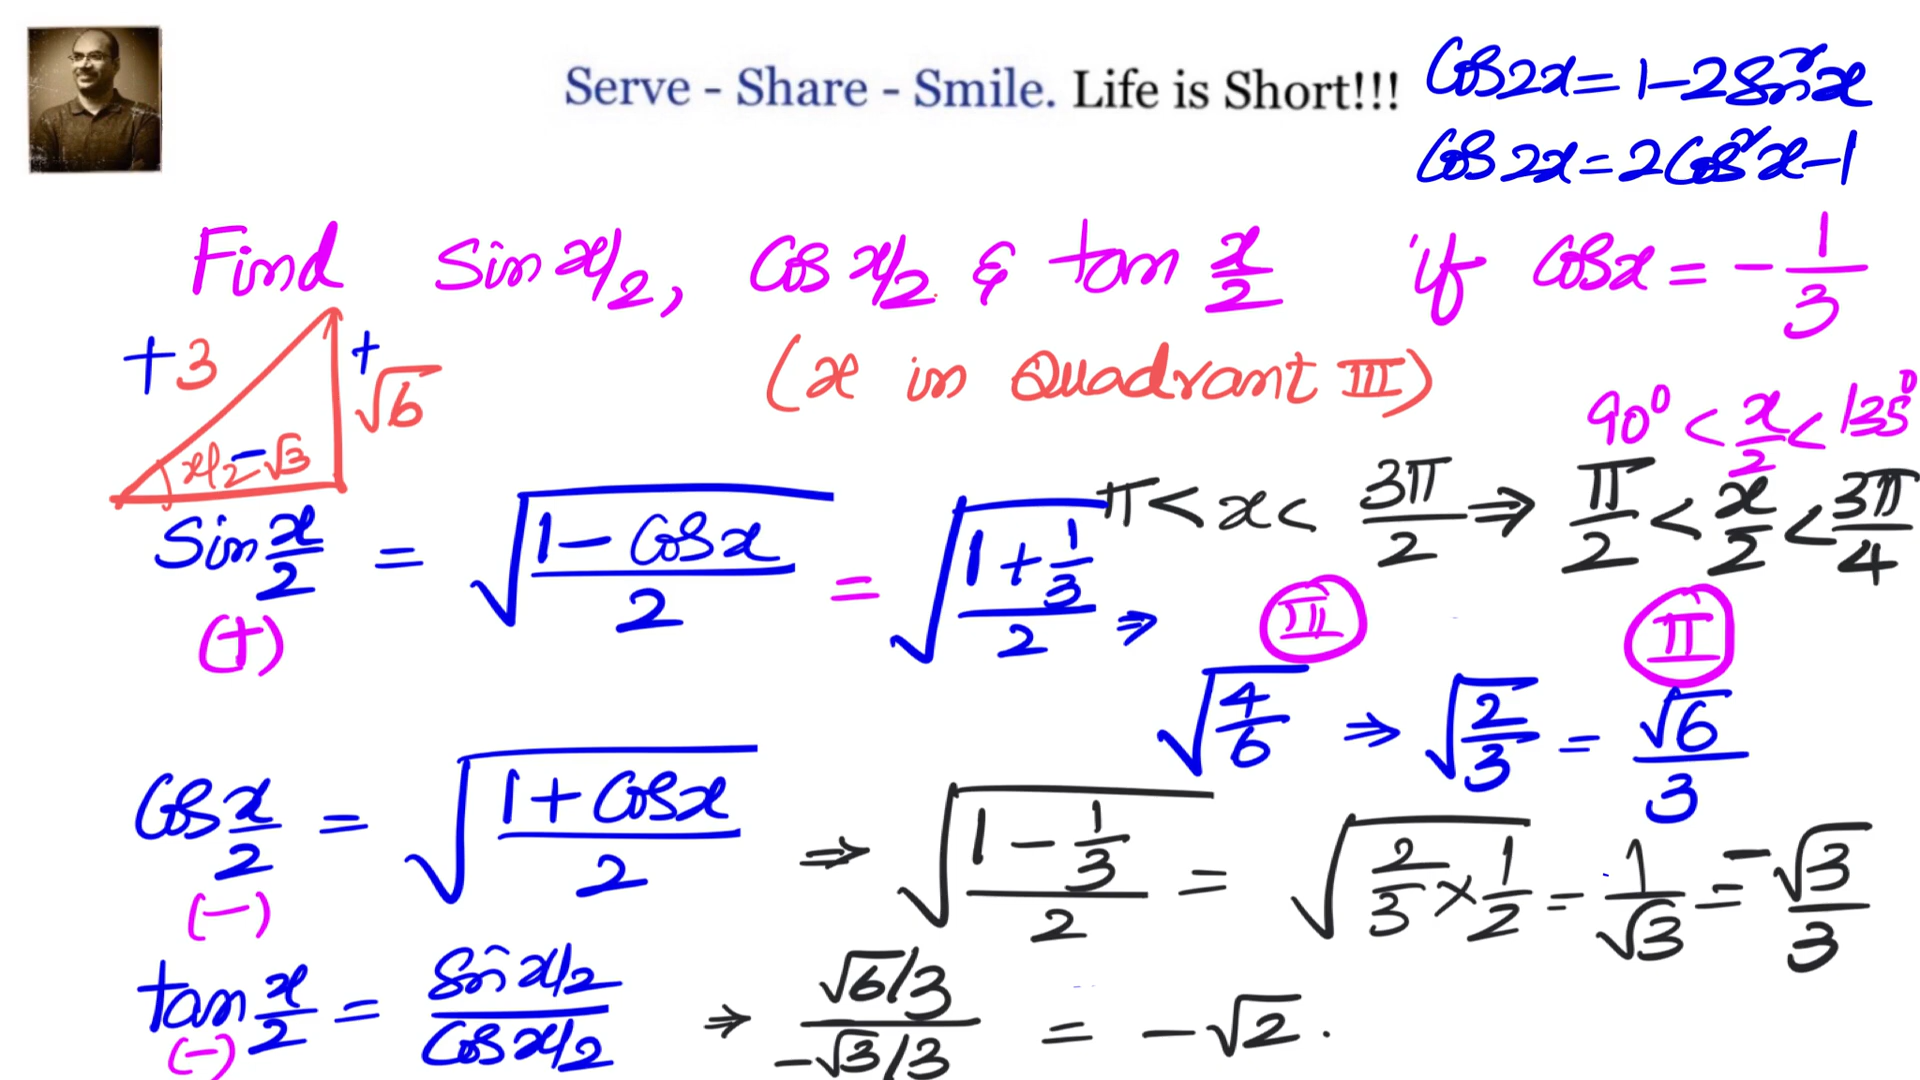 Serve - Share - Smile. Life is Short!!!
Cos2x = 1-2Sin²x
Cos2x = 2Cos²x-1
Find Sin x/2, Cos x/2 & tan x/2 if Cosx = -1/3
(x in Quadrant III)
+3
+√6
x/2 -√3
90° < x/2 < 135°
π < x < 3π/2 ⇒ π/2 < x/2 < 3π/4
III II
Sin x/2 = √((1-Cosx)/2) = √((1+1/3)/2) ⇒
(+)
√(4/6) ⇒ √(2/3) = √6/3
Cos x/2 = √((1+Cosx)/2) ⇒ √((1-1/3)/2) = √(2/3 × 1/2) = 1/√3 = -√3/3
(-)
tan x/2 = Sin x/2 / Cos x/2 ⇒ (√6/3)/(-√3/3) = -√2.
(-)